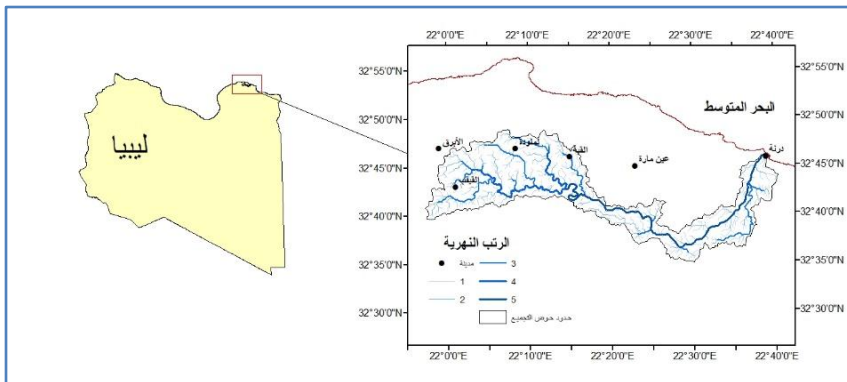 22°0'0"E 22°10'0"E 22°20'0"E 22°30'0"E 22°40'0"E
32°55'0"N
32°50'0"N
32°45'0"N
32°40'0"N
32°35'0"N
32°30'0"N
32°55'0"N
32°50'0"N
32°45'0"N
32°40'0"N
32°35'0"N
32°30'0"N
ليبيا
البحر المتوسط
الأبرق
القبة
عين مارة
درنة
الرتب النهرية
مدينة
1
2
3
4
5
حدود حوض التجميع
22°0'0"E 22°10'0"E 22°20'0"E 22°30'0"E 22°40'0"E